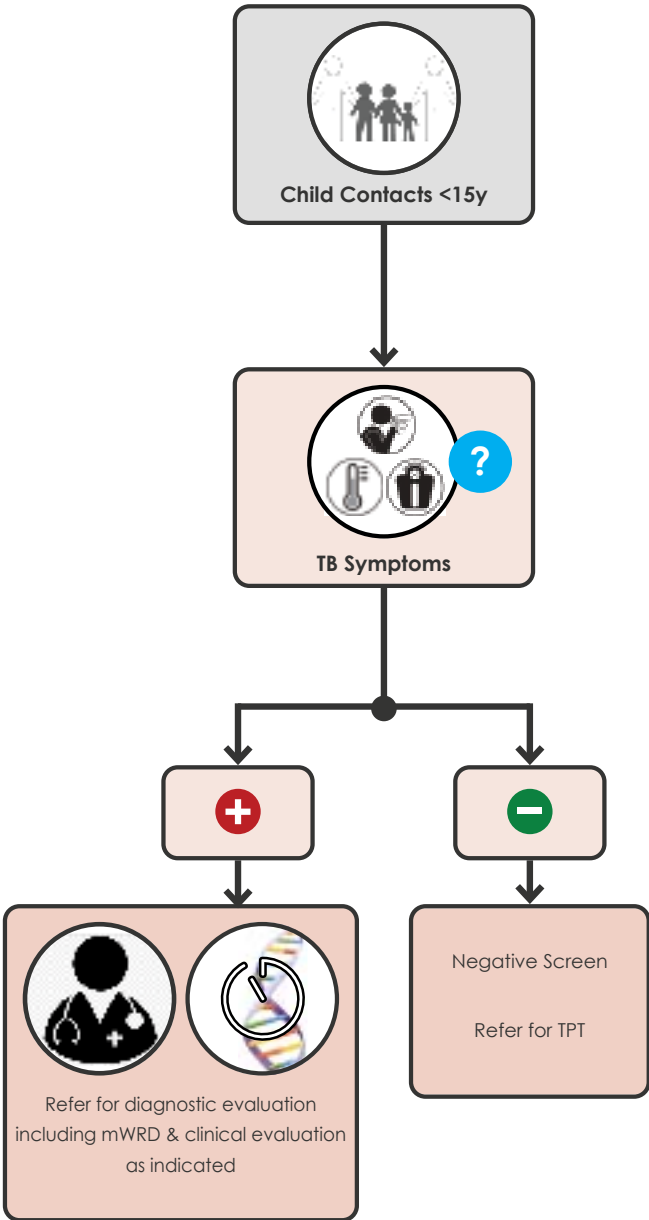 Child Contacts <15y
?
TB Symptoms
+
−
Refer for diagnostic evaluation
including mWRD & clinical evaluation
as indicated
Negative Screen
Refer for TPT